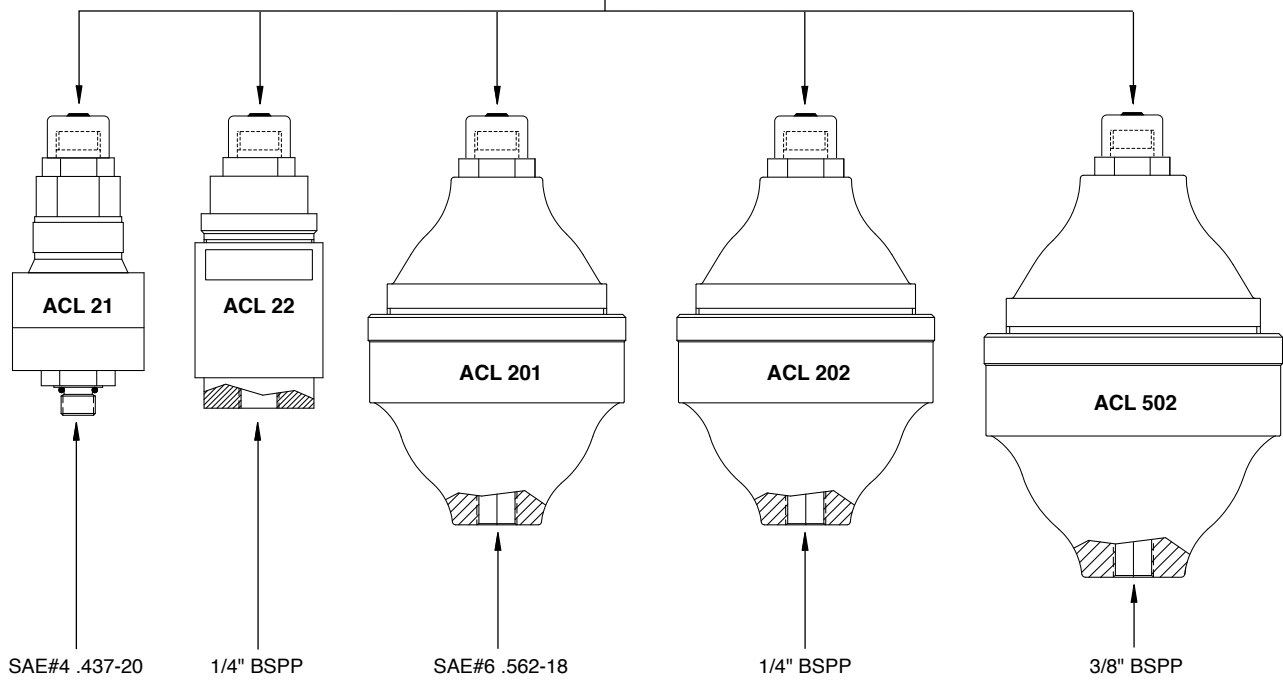 ACL 21
ACL 22
ACL 201
ACL 202
ACL 502
SAE#4 .437-20
1/4" BSPP
SAE#6 .562-18
1/4" BSPP
3/8" BSPP